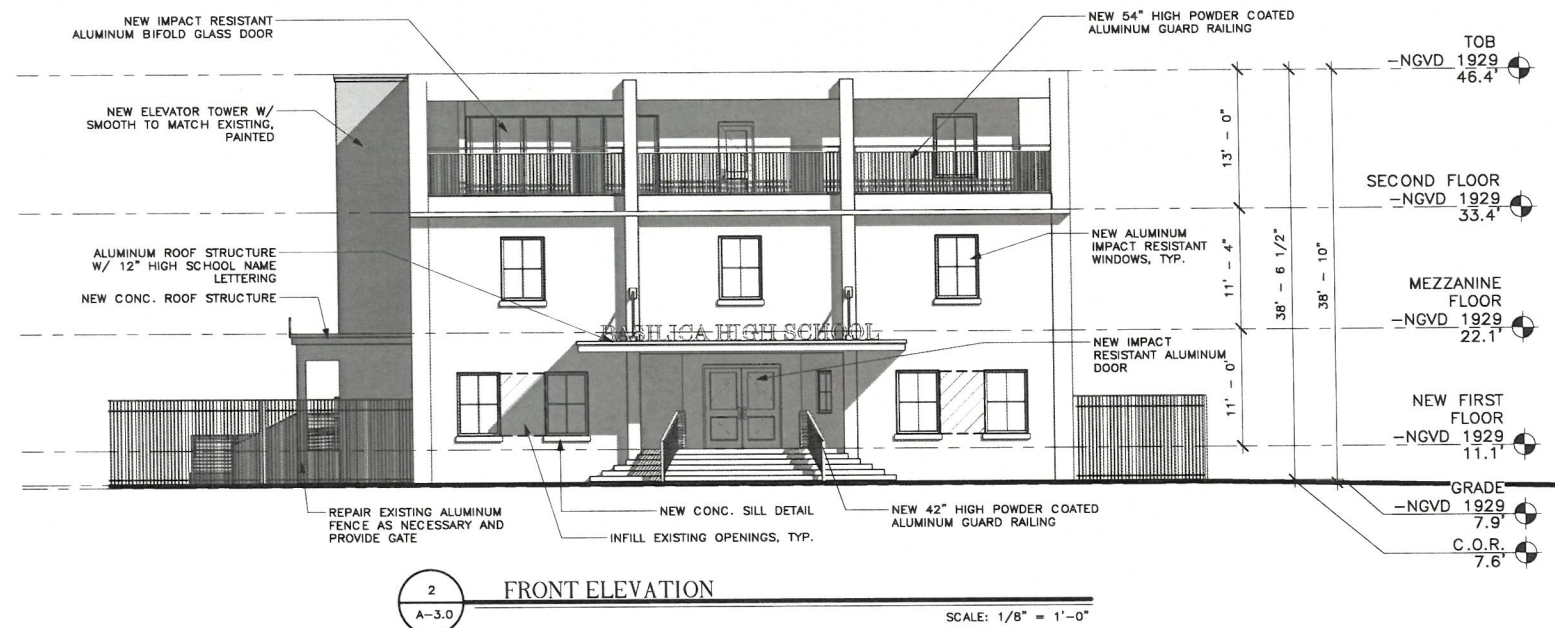 NEW IMPACT RESISTANT
ALUMINUM BIFOLD GLASS DOOR
NEW ELEVATOR TOWER W/
SMOOTH TO MATCH EXISTING,
PAINTED
ALUMINUM ROOF STRUCTURE
W/ 12" HIGH SCHOOL NAME
LETTERING
NEW CONC. ROOF STRUCTURE
NEW 54" HIGH POWDER COATED
ALUMINUM GUARD RAILING
NEW ALUMINUM
IMPACT RESISTANT
WINDOWS, TYP.
BASILICA HIGH SCHOOL
NEW IMPACT
RESISTANT ALUMINUM
DOOR
REPAIR EXISTING ALUMINUM
FENCE AS NECESSARY AND
PROVIDE GATE
NEW CONC. SILL DETAIL
INFILL EXISTING OPENINGS, TYP.
NEW 42" HIGH POWDER COATED
ALUMINUM GUARD RAILING
13' - 0"
11' - 4"
11' - 0"
38' - 6 1/2"
38' - 10"
TOB
-NGVD 1929
46.4'
SECOND FLOOR
-NGVD 1929
33.4'
MEZZANINE
FLOOR
-NGVD 1929
22.1'
NEW FIRST
FLOOR
-NGVD 1929
11.1'
GRADE
-NGVD 1929
7.9'
C.O.R.
7.6'
2
A-3.0
FRONT ELEVATION
SCALE: 1/8" = 1'-0"